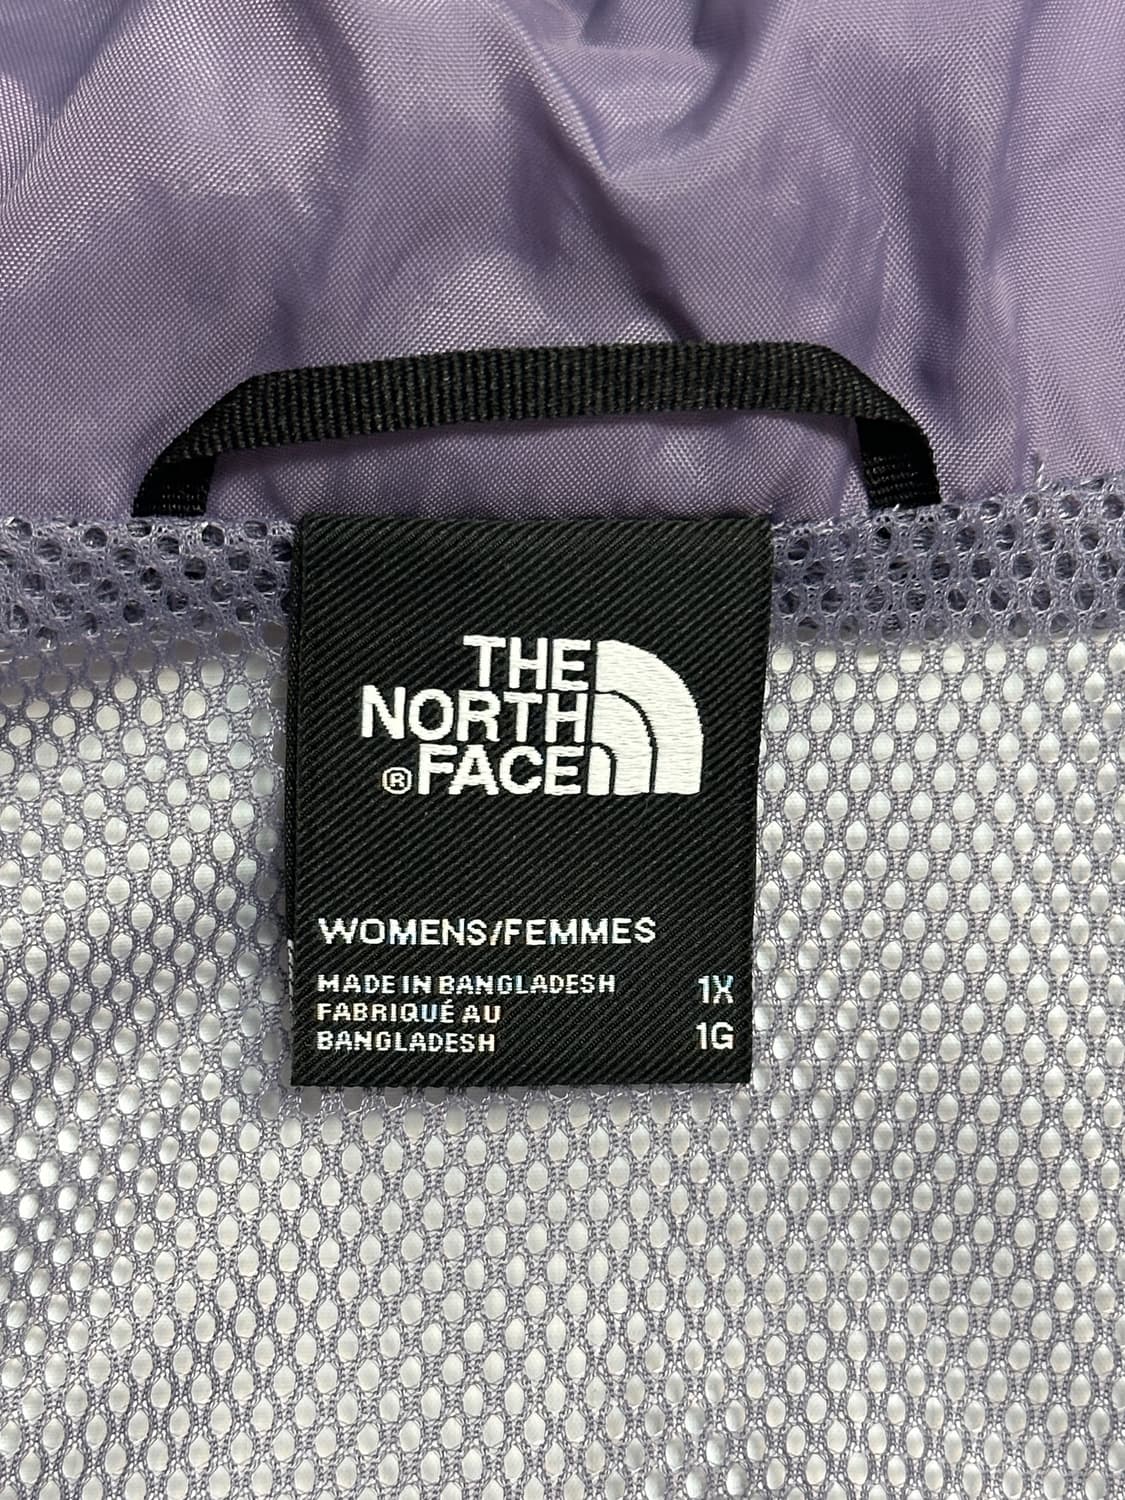 THE
NORTH
®FACE
WOMENS/FEMMES
MADE IN BANGLADESH 1X
FABRIQUÉ AU
BANGLADESH 1G